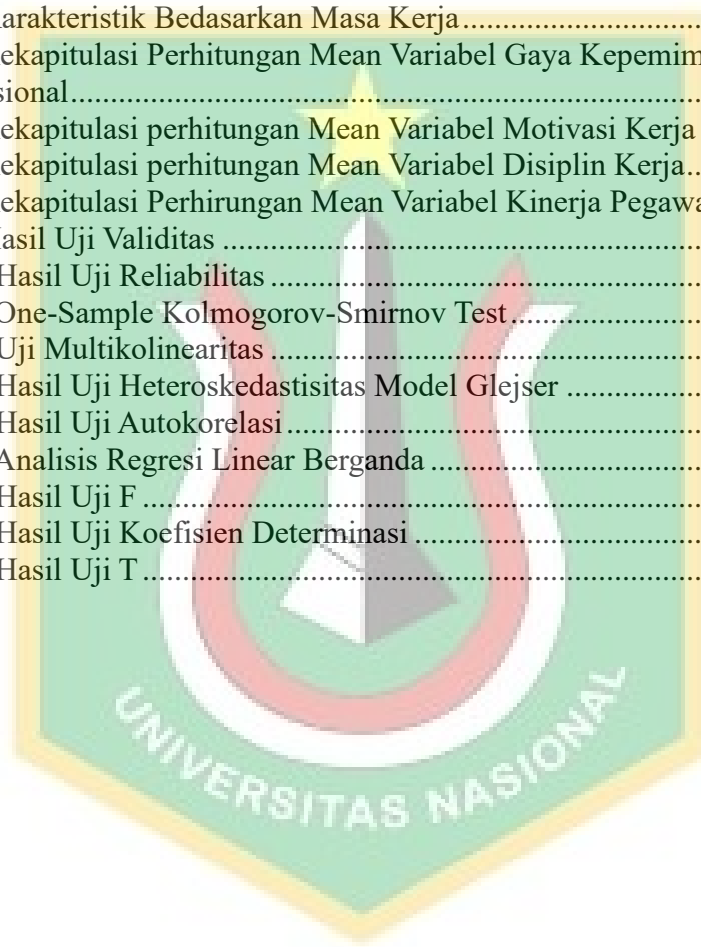 arakteristik Bedasarkan Masa Kerja
ekapitulasi Perhitungan Mean Variabel Gaya Kepemim
sional
ekapitulasi perhitungan Mean Variabel Motivasi Kerja
ekapitulasi perhitungan Mean Variabel Disiplin Kerja
ekapitulasi Perhirungan Mean Variabel Kinerja Pegawa
asil Uji Validitas
Hasil Uji Reliabilitas
One-Sample Kolmogorov-Smirnov Test
Uji Multikolinearitas
Hasil Uji Heteroskedastisitas Model Glejser
Hasil Uji Autokorelasi
Analisis Regresi Linear Berganda
Hasil Uji F
Hasil Uji Koefisien Determinasi
Hasil Uji T
UNIVERSITAS NASIONAL